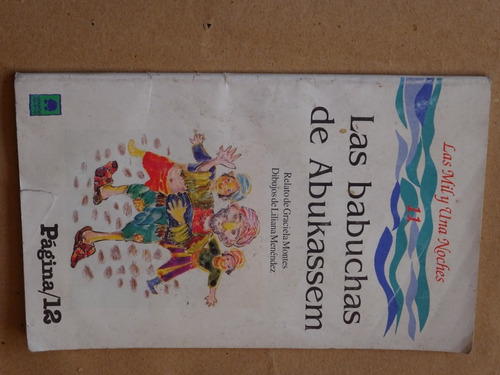 Las Mil y Una Noches
11
Las babuchas
de Abukassem
Relato de Graciela Montes
Dibujos de Liliana Menéndez
Página/12